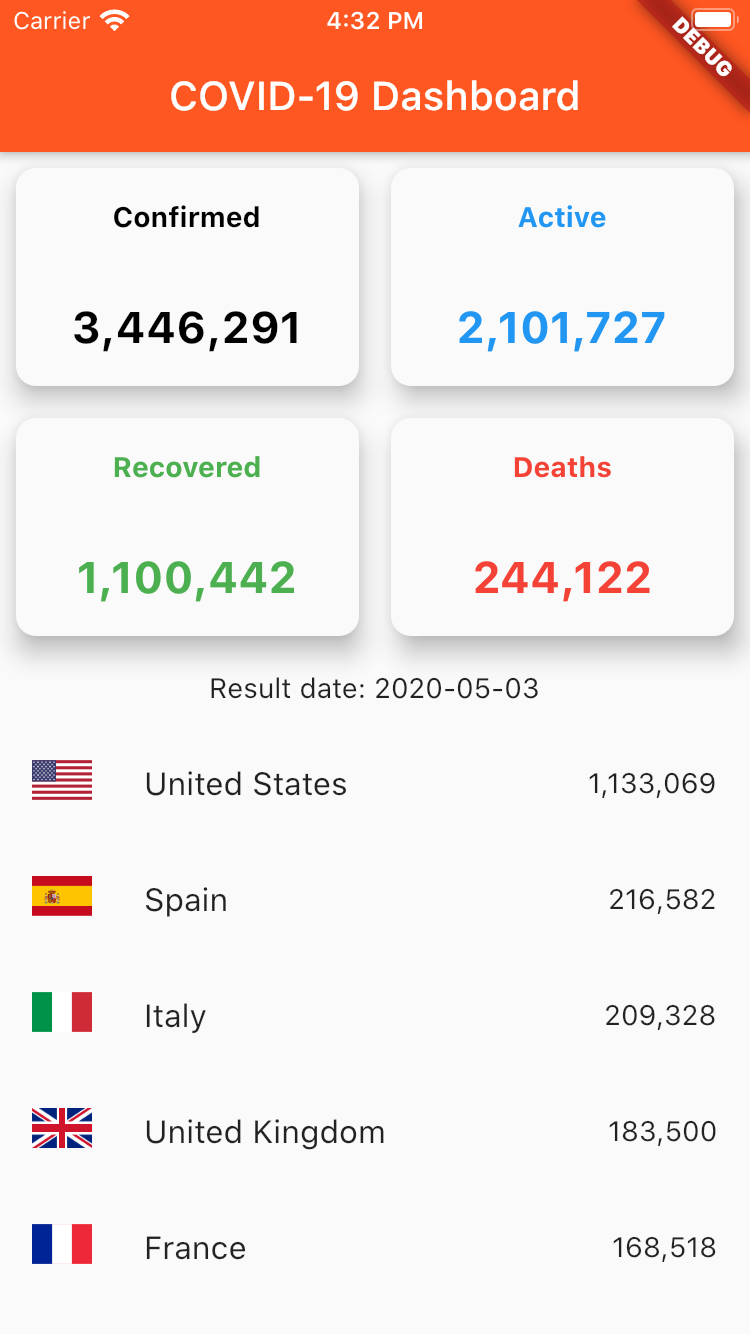 Carrier 4:32 PM
DEBUG
COVID-19 Dashboard
Confirmed Active
3,446,291 2,101,727
Recovered Deaths
1,100,442 244,122
Result date: 2020-05-03
United States 1,133,069
Spain 216,582
Italy 209,328
United Kingdom 183,500
France 168,518